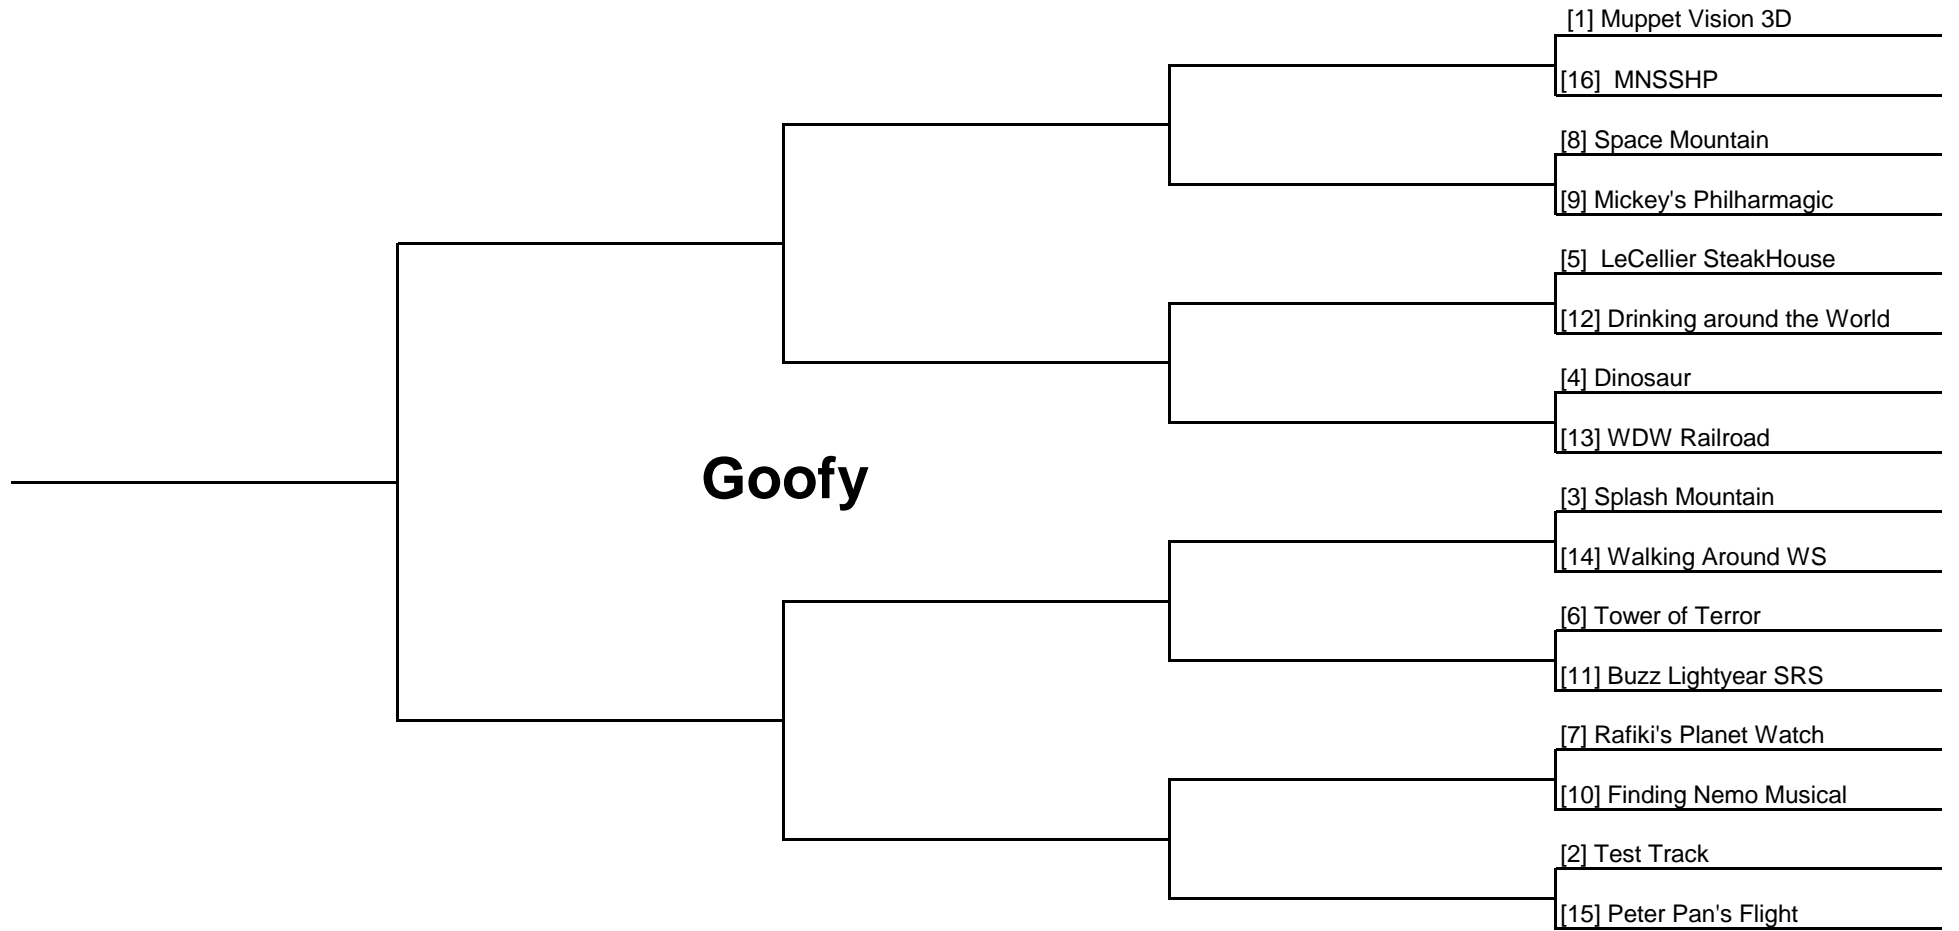 [1] Muppet Vision 3D
[16]  MNSSHP
[8] Space Mountain
[9] Mickey's Philharmagic
[5]  LeCellier SteakHouse
[12] Drinking around the World
[4] Dinosaur
[13] WDW Railroad
Goofy
[3] Splash Mountain
[14] Walking Around WS
[6] Tower of Terror
[11] Buzz Lightyear SRS
[7] Rafiki's Planet Watch
[10] Finding Nemo Musical
[2] Test Track
[15] Peter Pan's Flight